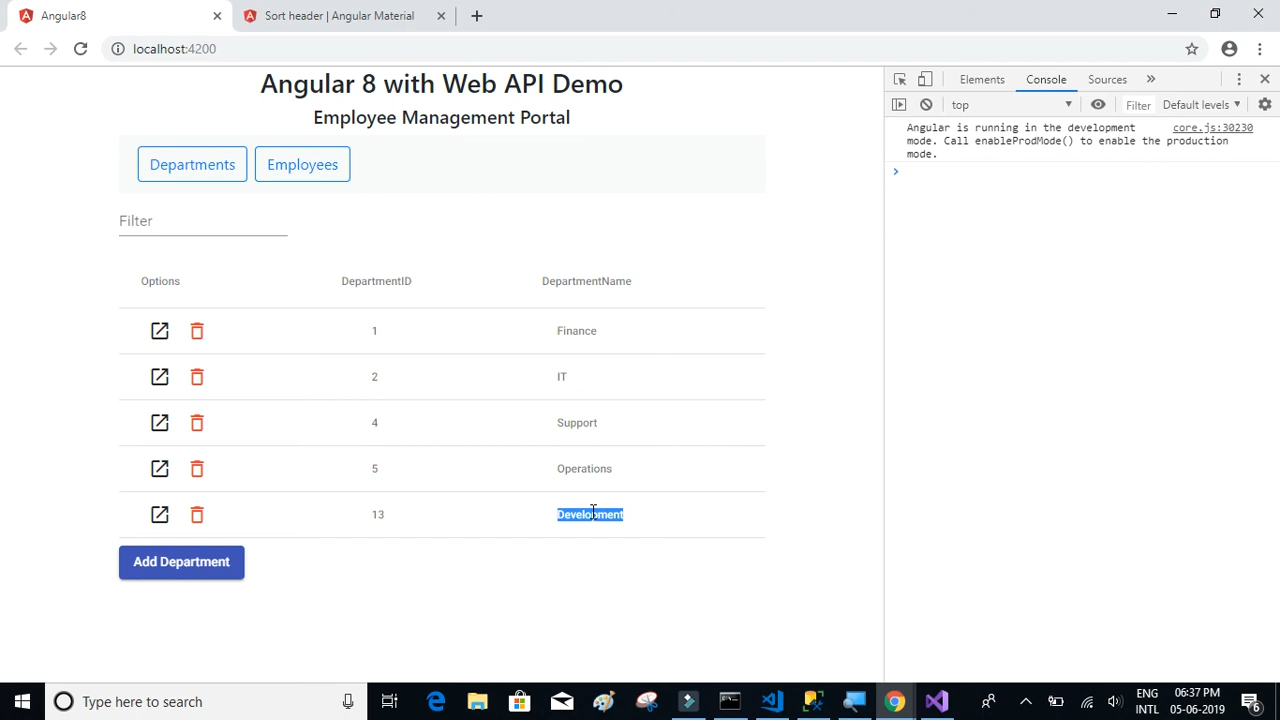 Angular8
Sort header | Angular Material
localhost:4200
Angular 8 with Web API Demo
Employee Management Portal
Departments
Employees
Filter
Options DepartmentID DepartmentName
1 Finance
2 IT
4 Support
5 Operations
13 Development
Add Department
Elements Console Sources »
top Filter Default levels
Angular is running in the development core.js:30230
mode. Call enableProdMode() to enable the production
mode.
Type here to search
ENG 06:37 PM
INTL 05-06-2019
6